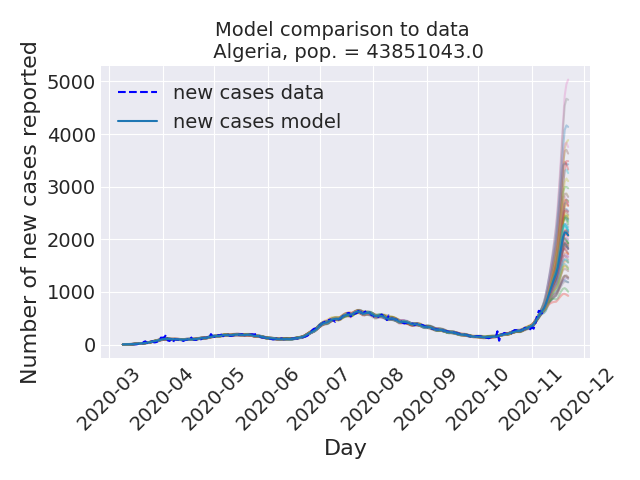 Model comparison to data
Algeria, pop. = 43851043.0
Number of new cases reported
5000
4000
3000
2000
1000
0
new cases data
new cases model
2020-03
2020-04
2020-05
2020-06
2020-07
2020-08
2020-09
2020-10
2020-11
2020-12
Day